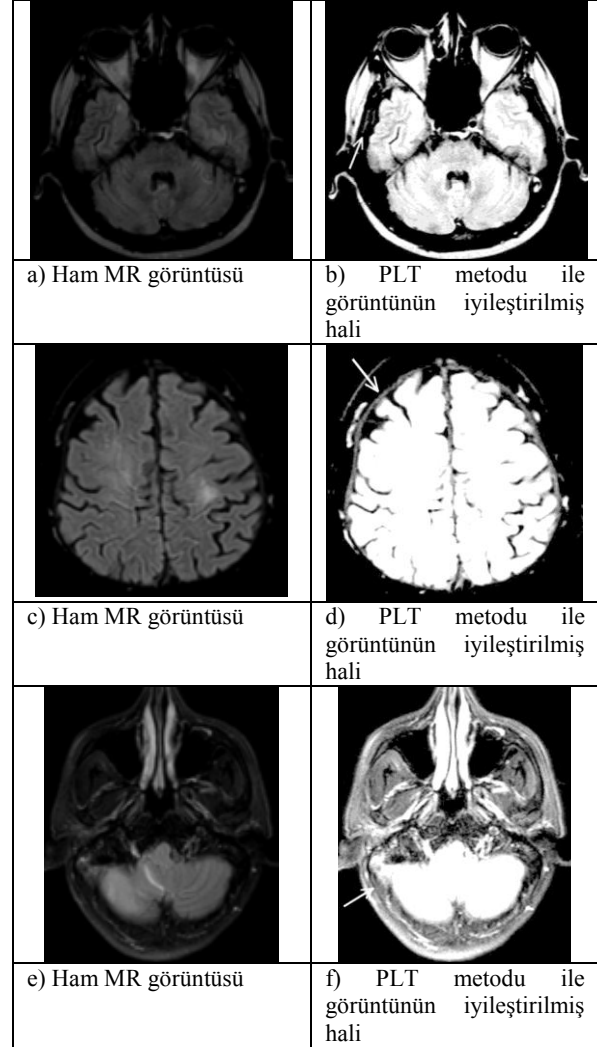 a) Ham MR görüntüsü
b) PLT metodu ile
görüntünün iyileştirilmiş
hali
c) Ham MR görüntüsü
d) PLT metodu ile
görüntünün iyileştirilmiş
hali
e) Ham MR görüntüsü
f) PLT metodu ile
görüntünün iyileştirilmiş
hali